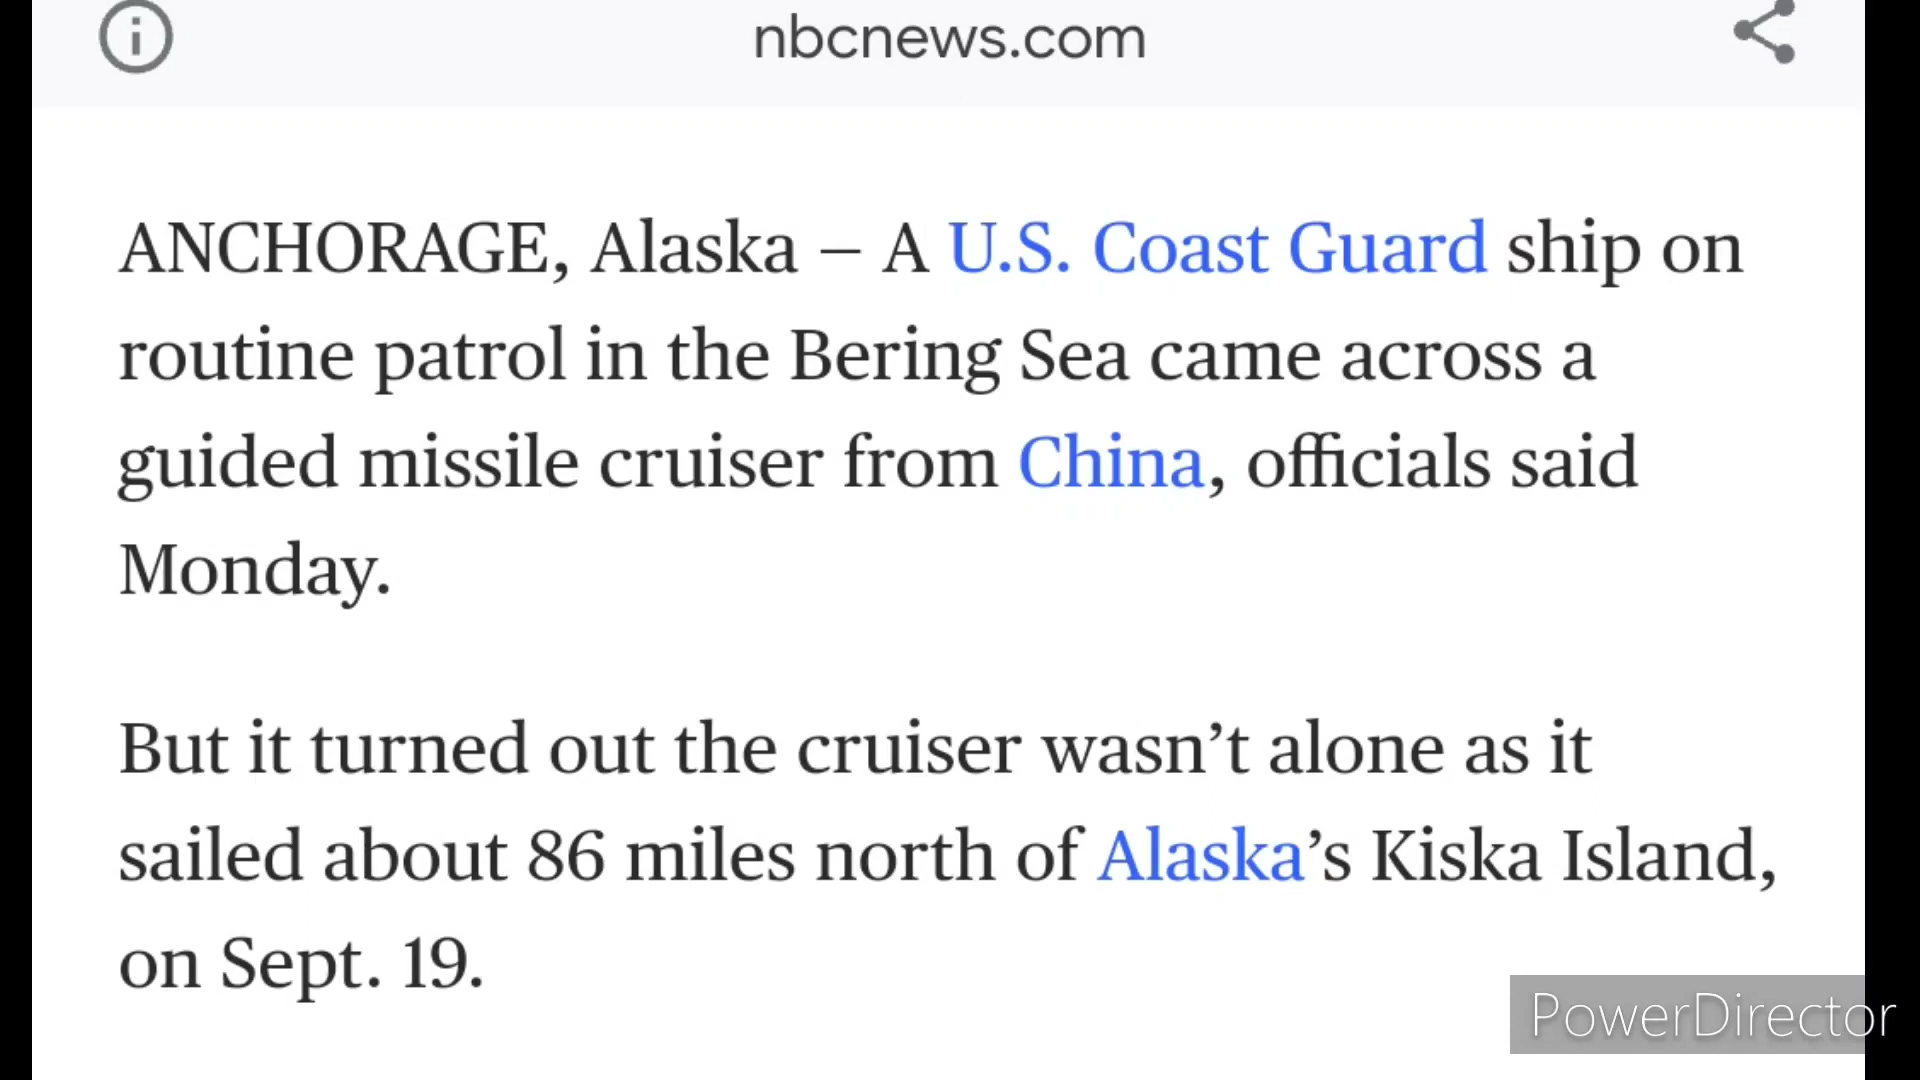 nbcnews.com
ANCHORAGE, Alaska — A U.S. Coast Guard ship on
routine patrol in the Bering Sea came across a
guided missile cruiser from China, officials said
Monday.
But it turned out the cruiser wasn’t alone as it
sailed about 86 miles north of Alaska’s Kiska Island,
on Sept. 19.
PowerDirector